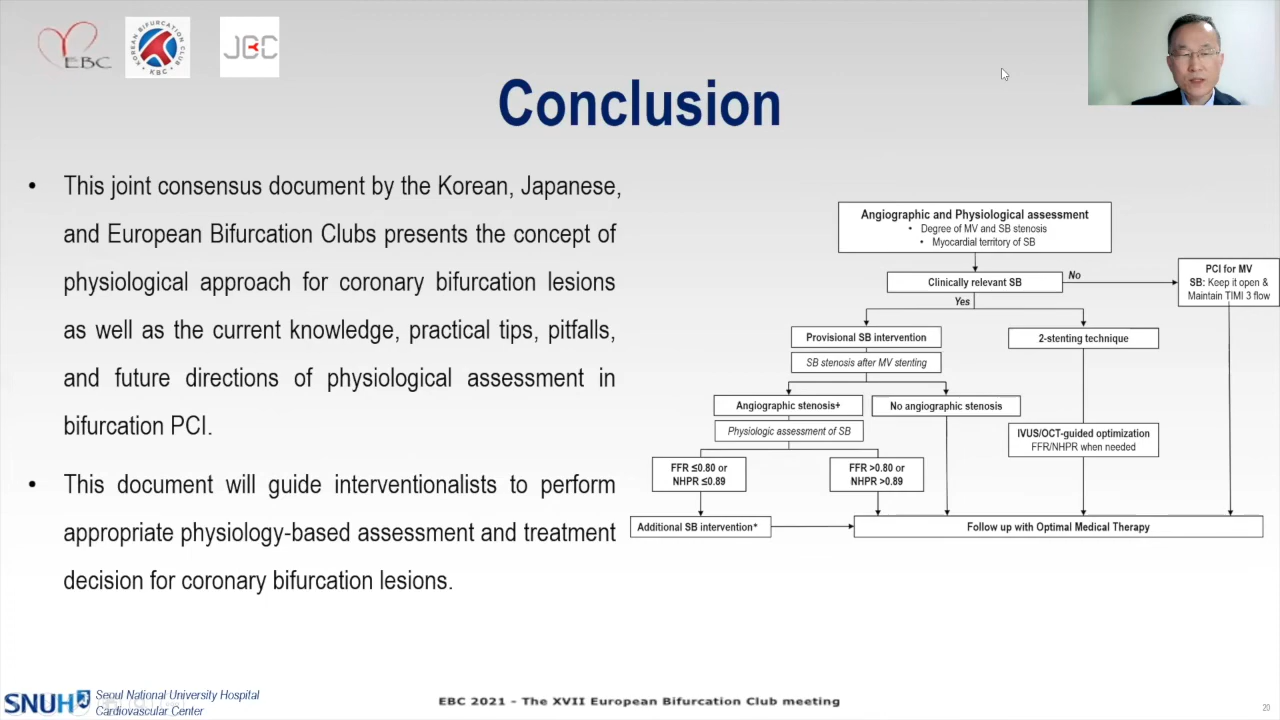 EBC
KOREAN BIFURCATION CLUB
KBC
JBC
Conclusion
• This joint consensus document by the Korean, Japanese,
and European Bifurcation Clubs presents the concept of
physiological approach for coronary bifurcation lesions
as well as the current knowledge, practical tips, pitfalls,
and future directions of physiological assessment in
bifurcation PCI.
• This document will guide interventionalists to perform
appropriate physiology-based assessment and treatment
decision for coronary bifurcation lesions.
Angiographic and Physiological assessment
• Degree of MV and SB stenosis
• Myocardial territory of SB
Clinically relevant SB
No
PCI for MV
SB: Keep it open &
Maintain TIMI 3 flow
Yes
Provisional SB intervention
2-stenting technique
SB stenosis after MV stenting
Angiographic stenosis+
No angiographic stenosis
Physiologic assessment of SB
IVUS/OCT-guided optimization
FFR/NHPR when needed
FFR ≤0.80 or
NHPR ≤0.89
FFR >0.80 or
NHPR >0.89
Additional SB intervention*
Follow up with Optimal Medical Therapy
SNUH
Seoul National University Hospital
Cardiovascular Center
EBC 2021 - The XVII European Bifurcation Club meeting
20